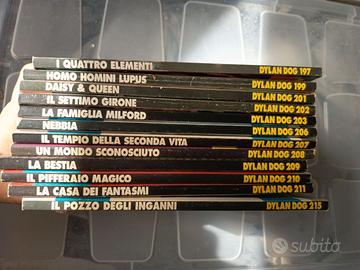 I QUATTRO ELEMENTI DYLAN DOG 197
HOMO HOMINI LUPUS DYLAN DOG 199
DAISY & QUEEN DYLAN DOG 201
IL SETTIMO GIRONE DYLAN DOG 202
LA FAMIGLIA MILFORD DYLAN DOG 203
NEBBIA DYLAN DOG 206
IL TEMPIO DELLA SECONDA VITA DYLAN DOG 207
UN MONDO SCONOSCIUTO DYLAN DOG 208
LA BESTIA DYLAN DOG 209
IL PIFFERAIO MAGICO DYLAN DOG 210
LA CASA DEI FANTASMI DYLAN DOG 211
IL POZZO DEGLI INGANNI DYLAN DOG 215
subito